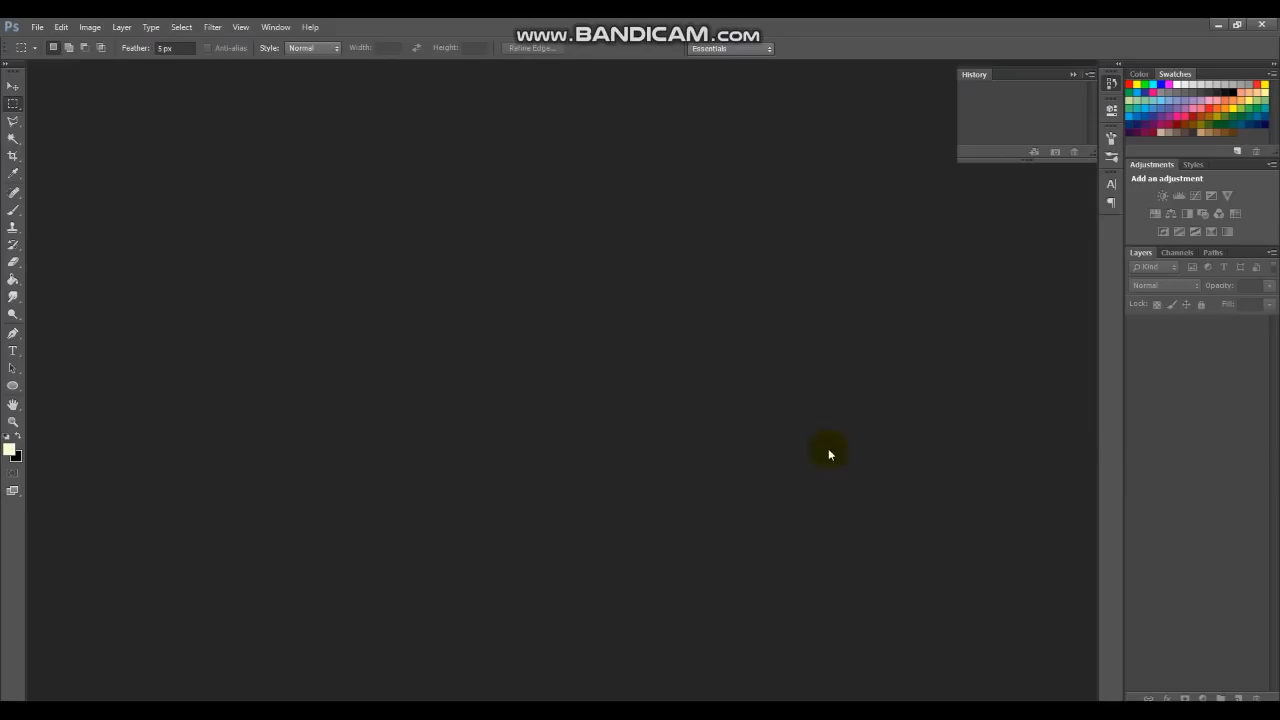 Ps File Edit Image Layer Type Select Filter View Window Help
www.BANDICAM.com
Feather: 5 px Anti-alias Style: Normal Width: Height: Refine Edge... Essentials
History
Color Swatches
Adjustments Styles
Add an adjustment
Layers Channels Paths
Kind
Normal Opacity:
Lock: Fill: